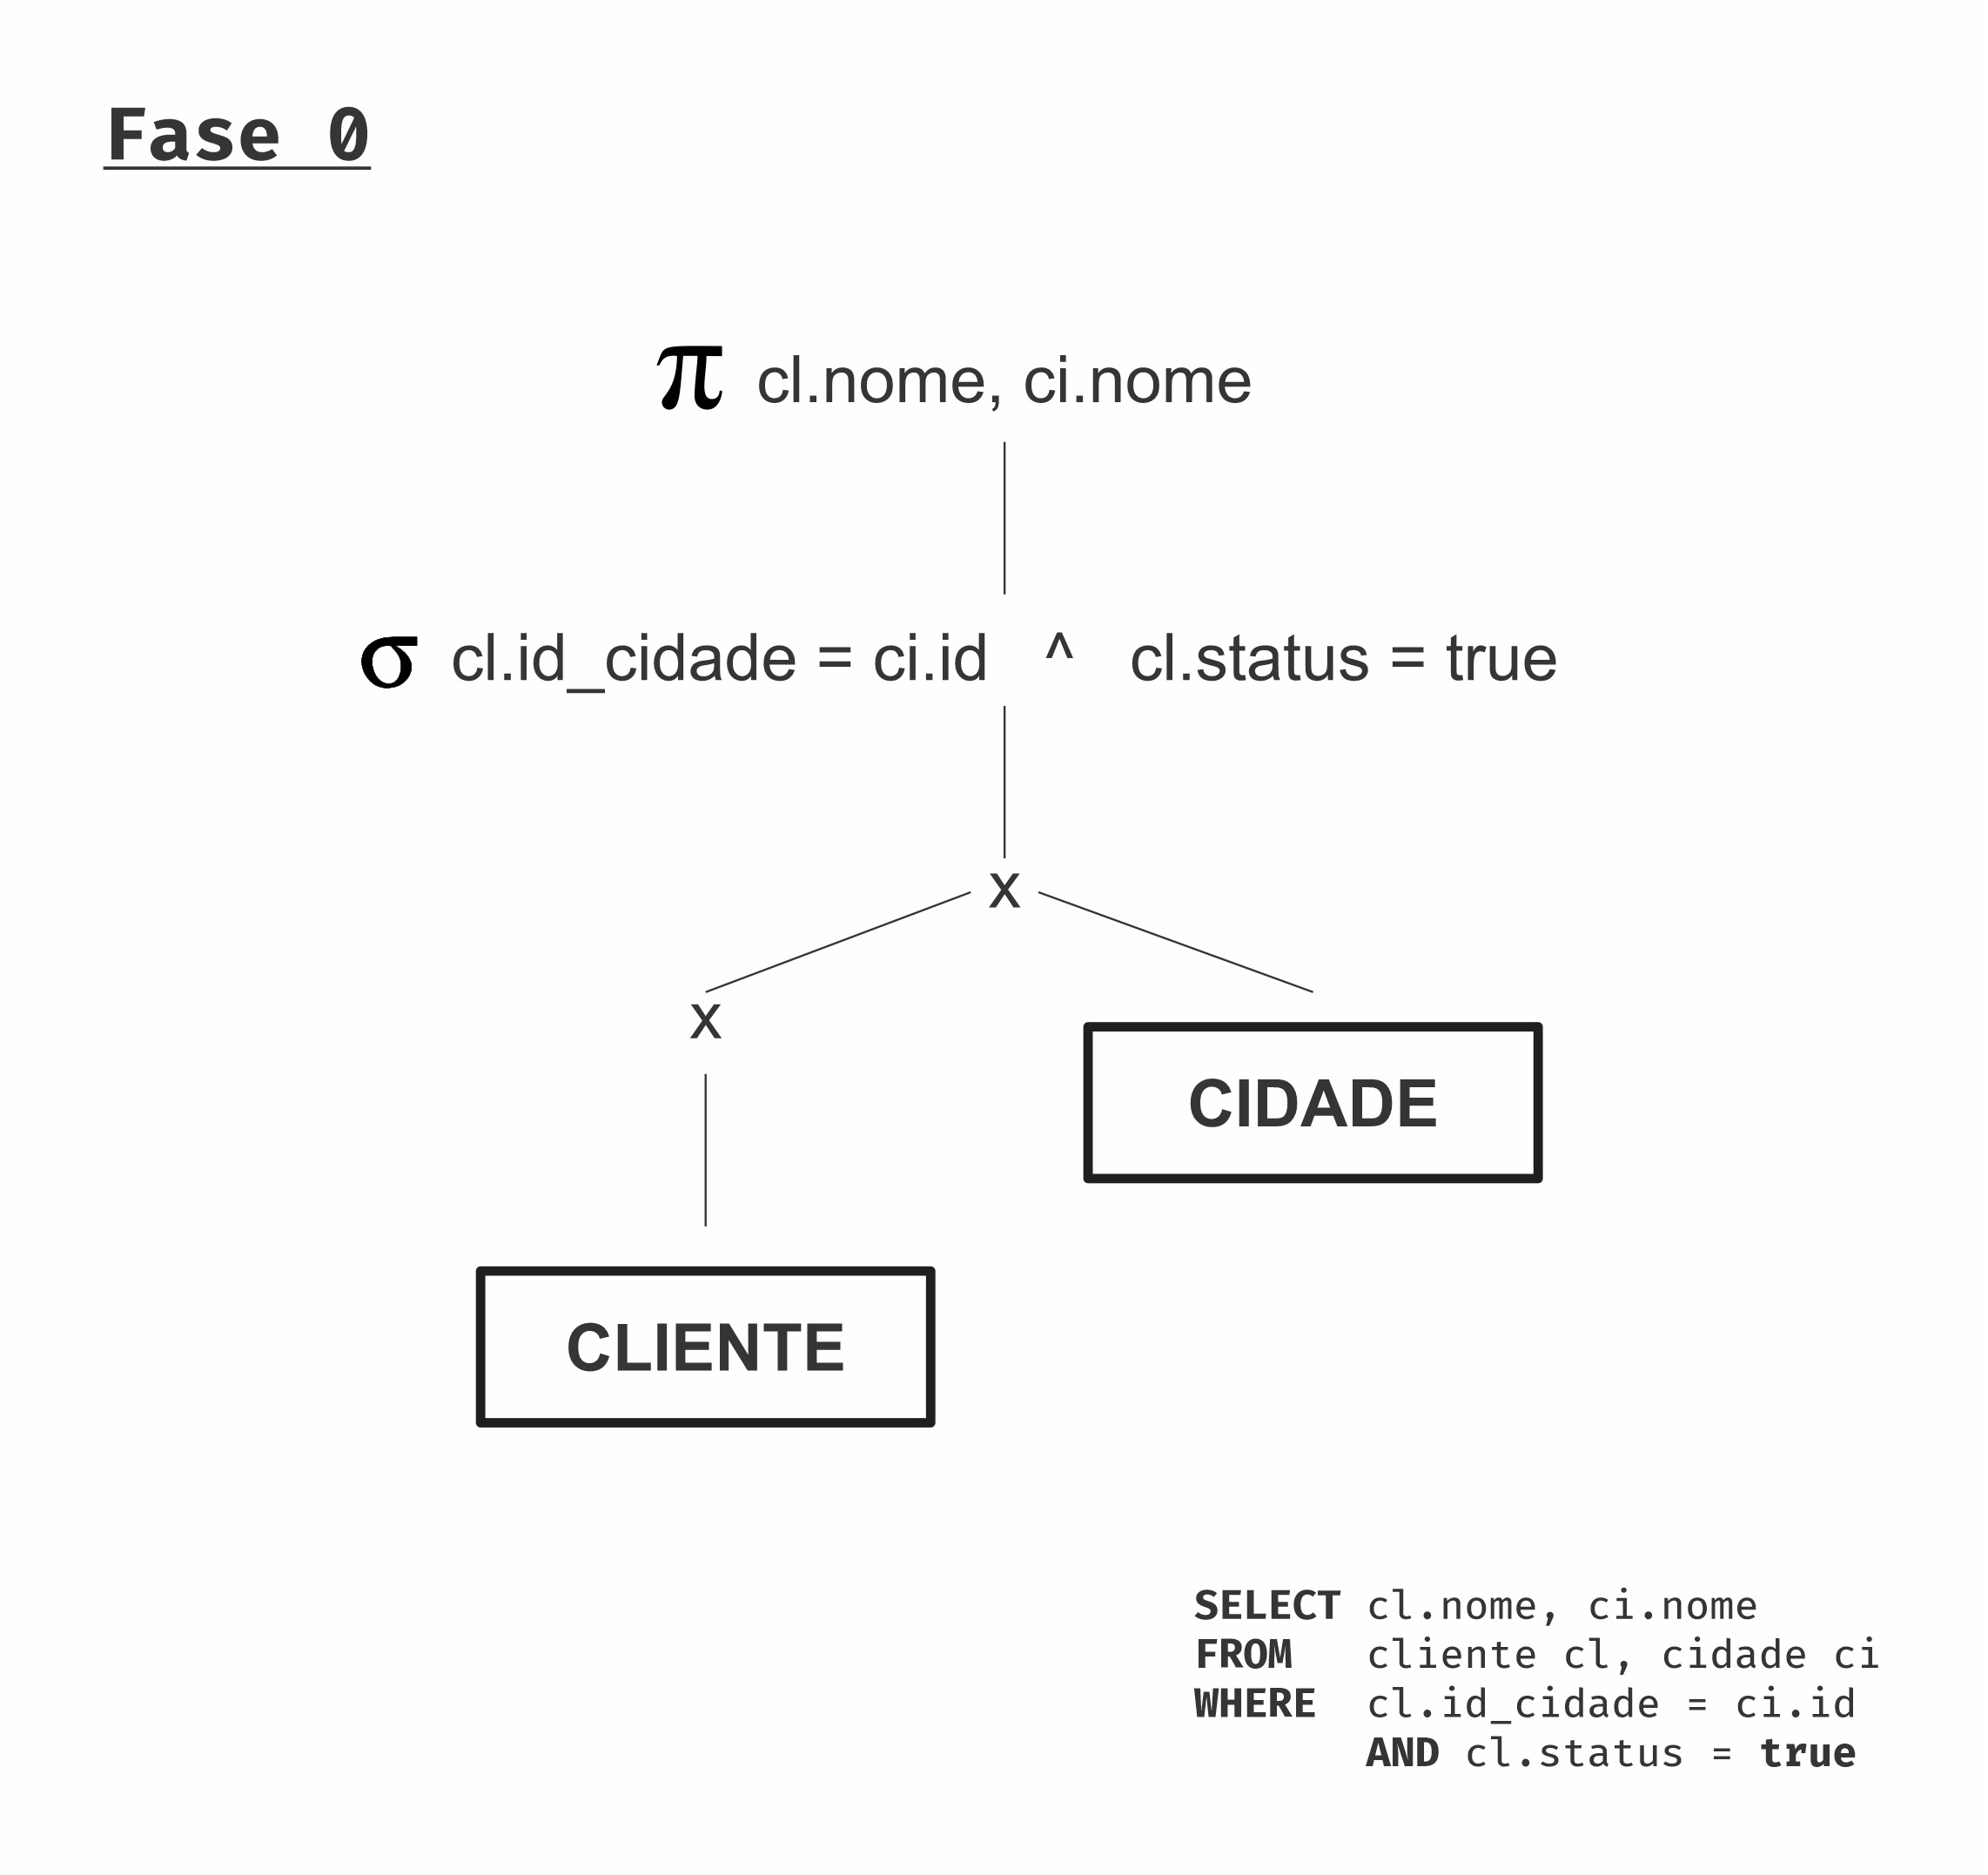 Fase 0
π cl.nome, ci.nome
σ cl.id_cidade = ci.id ^ cl.status = true
x
x
CIDADE
CLIENTE
SELECT cl.nome, ci.nome
FROM cliente cl, cidade ci
WHERE cl.id_cidade = ci.id
AND cl.status = true